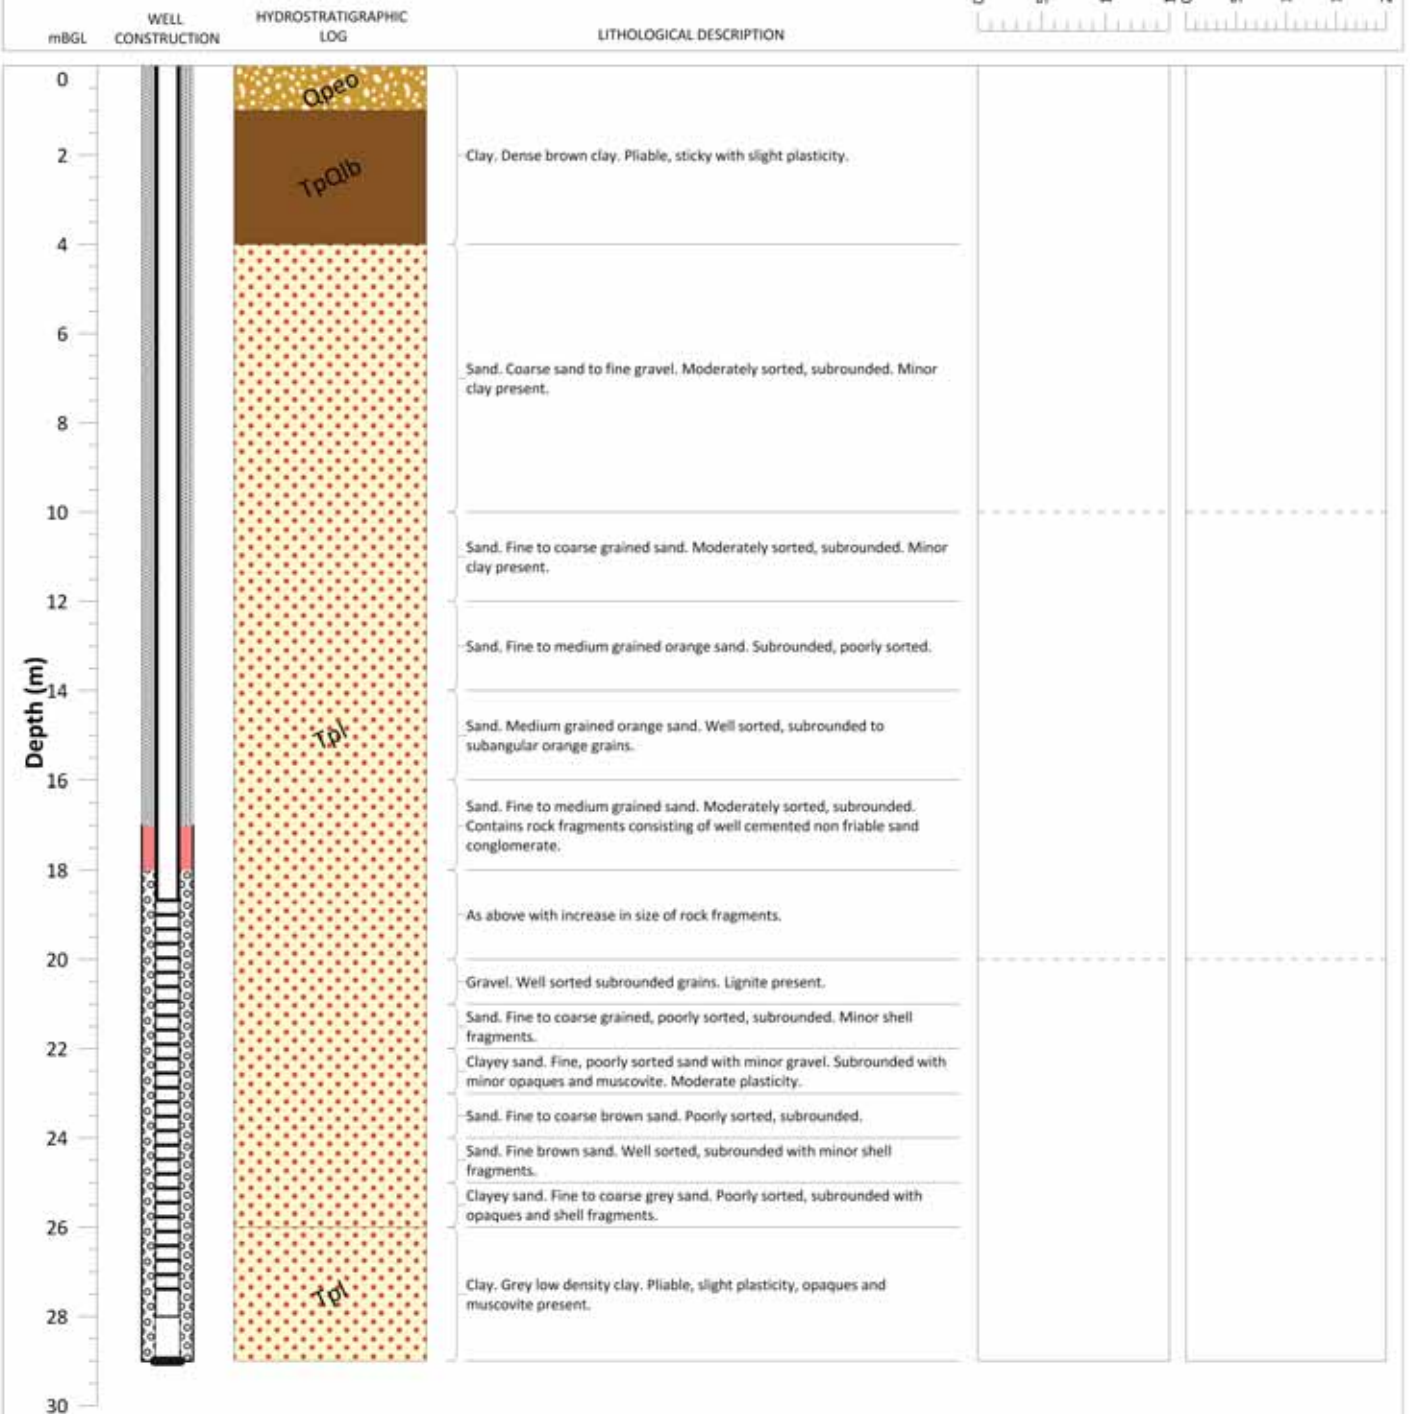 WELL
CONSTRUCTION
HYDROSTRATIGRAPHIC
LOG
LITHOLOGICAL DESCRIPTION
mBGL
0
2
4
6
8
10
12
14
16
18
20
22
24
26
28
30
Depth (m)
Qpeo
TpQlb
Tpl
Tpl
Clay. Dense brown clay. Pliable, sticky with slight plasticity.
Sand. Coarse sand to fine gravel. Moderately sorted, subrounded. Minor
clay present.
Sand. Fine to coarse grained sand. Moderately sorted, subrounded. Minor
clay present.
Sand. Fine to medium grained orange sand. Subrounded, poorly sorted.
Sand. Medium grained orange sand. Well sorted, subrounded to
subangular orange grains.
Sand. Fine to medium grained sand. Moderately sorted, subrounded.
Contains rock fragments consisting of well cemented non friable sand
conglomerate.
As above with increase in size of rock fragments.
Gravel. Well sorted subrounded grains. Lignite present.
Sand. Fine to coarse grained, poorly sorted, subrounded. Minor shell
fragments.
Clayey sand. Fine, poorly sorted sand with minor gravel. Subrounded with
minor opaques and muscovite. Moderate plasticity.
Sand. Fine to coarse brown sand. Poorly sorted, subrounded.
Sand. Fine brown sand. Well sorted, subrounded with minor shell
fragments.
Clayey sand. Fine to coarse grey sand. Poorly sorted, subrounded with
opaques and shell fragments.
Clay. Grey low density clay. Pliable, slight plasticity, opaques and
muscovite present.